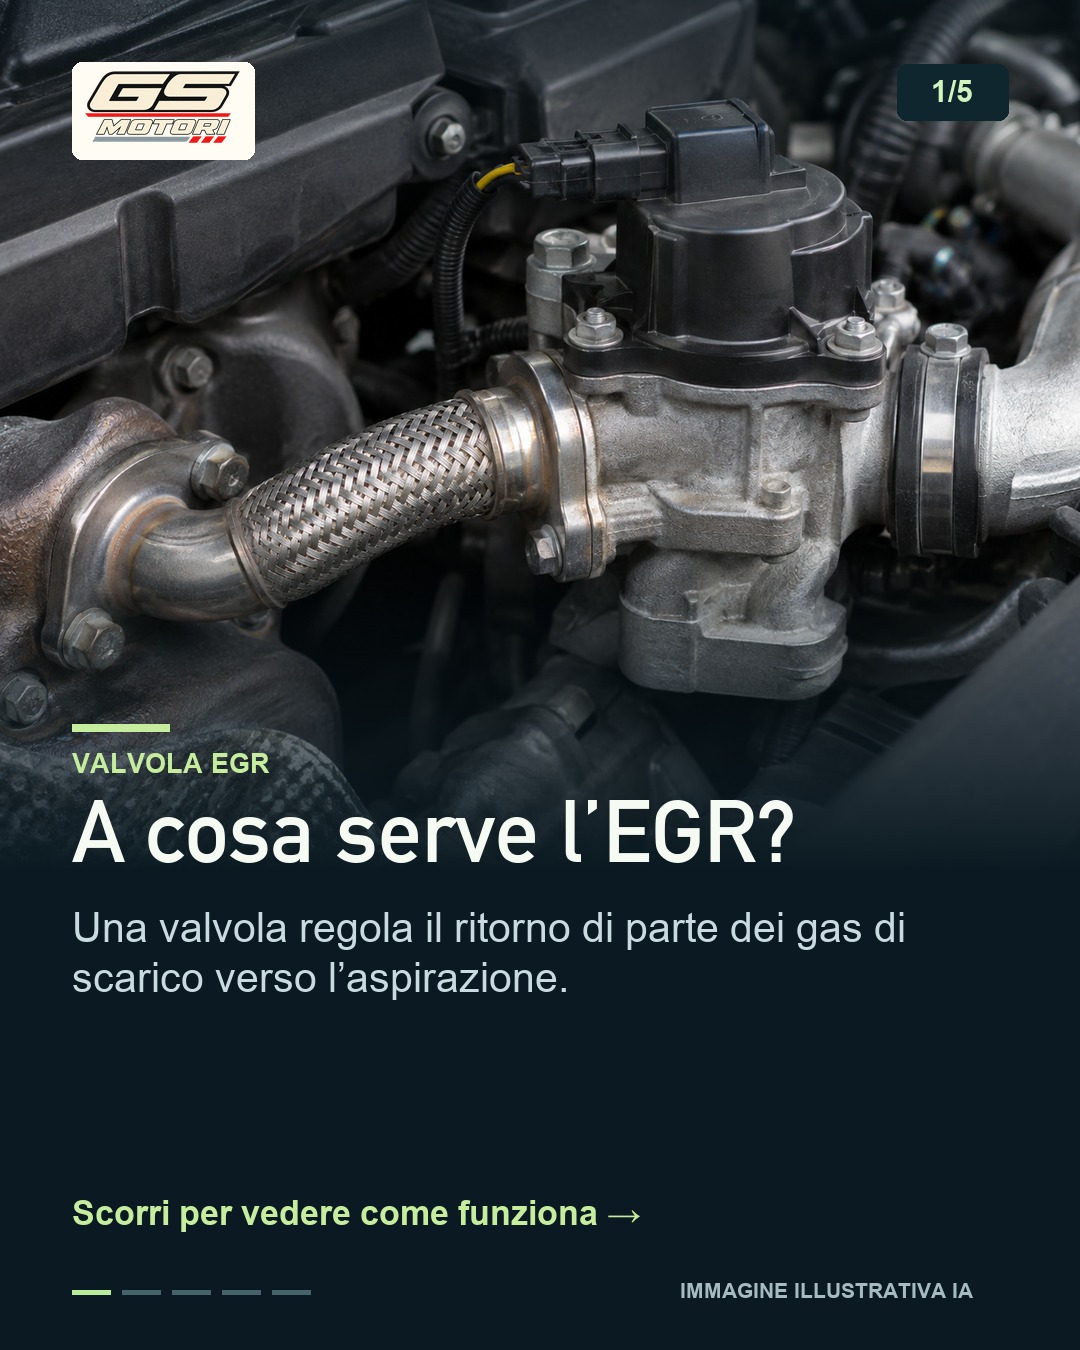 GS
MOTORI
1/5
VALVOLA EGR
A cosa serve l’EGR?
Una valvola regola il ritorno di parte dei gas di
scarico verso l’aspirazione.
Scorri per vedere come funziona →
IMMAGINE ILLUSTRATIVA IA